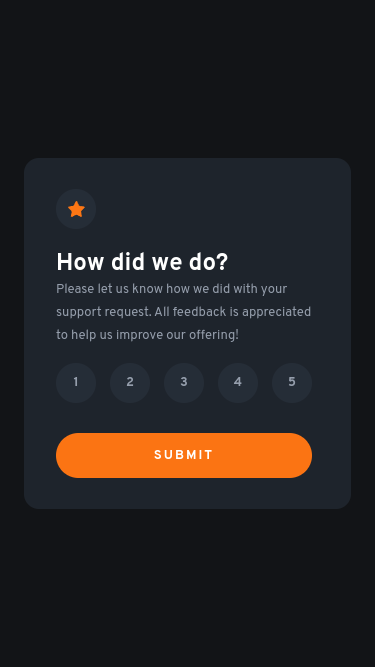 How did we do?
Please let us know how we did with your
support request. All feedback is appreciated
to help us improve our offering!
1 2 3 4 5
SUBMIT